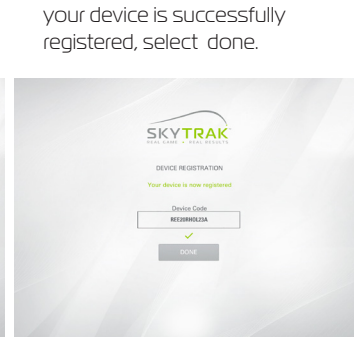 your device is successfully
registered, select done.
SKYTRAK
REAL GAME • REAL RESULTS
DEVICE REGISTRATION
Your device is now registered
Device Code
REE20RHOL23A
DONE